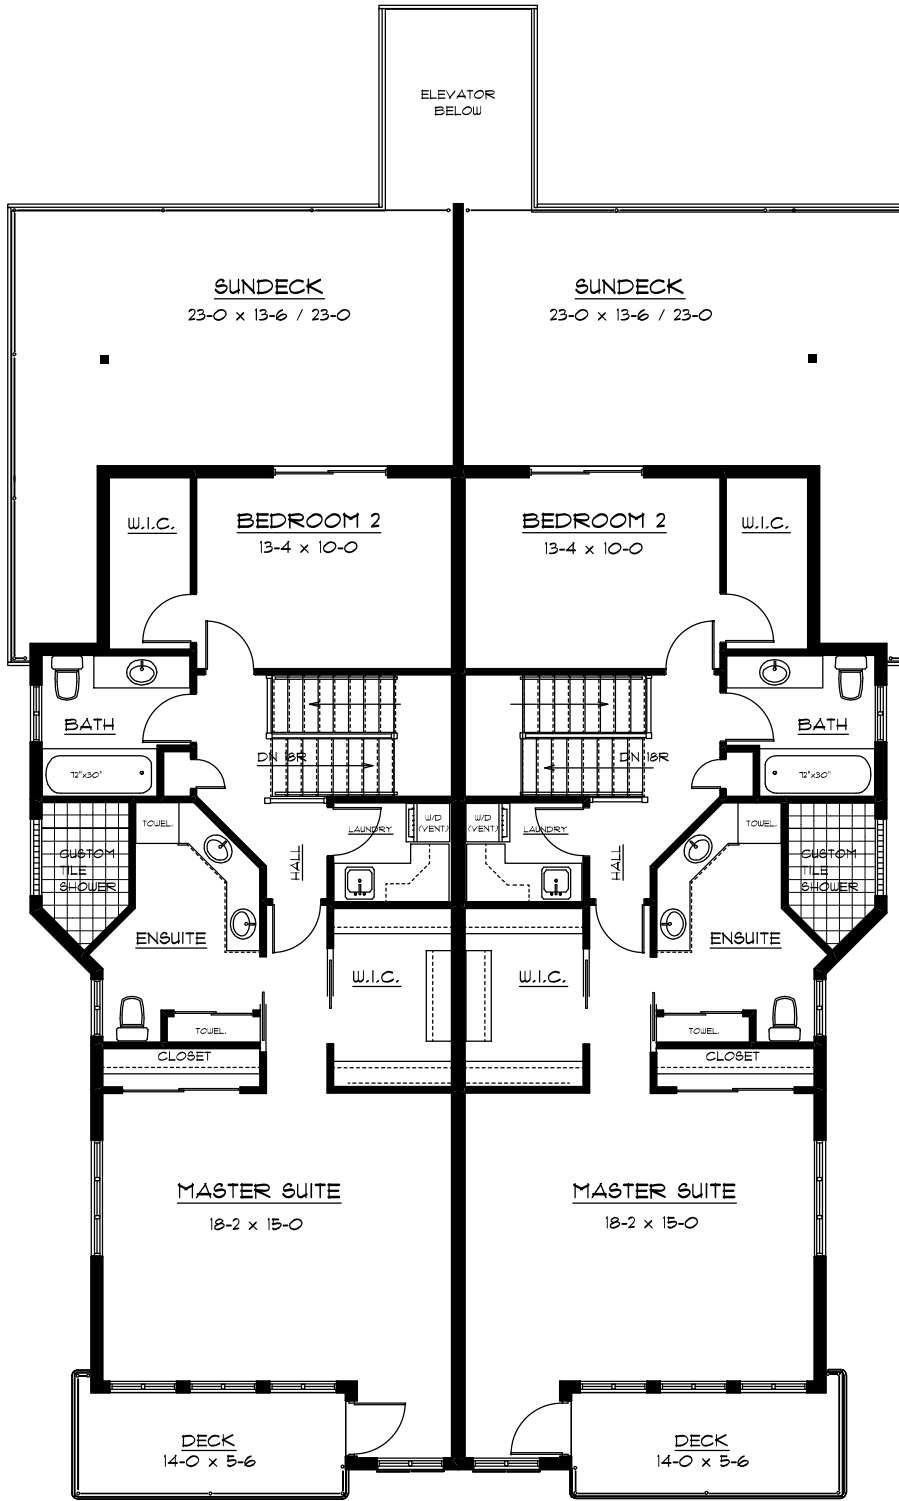 ELEVATOR
BELOW
SUNDECK
23-0 x 13-6 / 23-0
SUNDECK
23-0 x 13-6 / 23-0
W.I.C.
BEDROOM 2
13-4 x 10-0
BEDROOM 2
13-4 x 10-0
W.I.C.
BATH
72"x30"
DN 18R
DN 18R
BATH
72"x30"
TOWEL.
LAUNDRY
W/D
(VENT)
W/D
(VENT)
LAUNDRY
TOWEL.
CUSTOM
TILE
SHOWER
HALL
HALL
CUSTOM
TILE
SHOWER
ENSUITE
W.I.C.
W.I.C.
ENSUITE
TOWEL.
TOWEL.
CLOSET
CLOSET
MASTER SUITE
18-2 x 15-0
MASTER SUITE
18-2 x 15-0
DECK
14-0 x 5-6
DECK
14-0 x 5-6